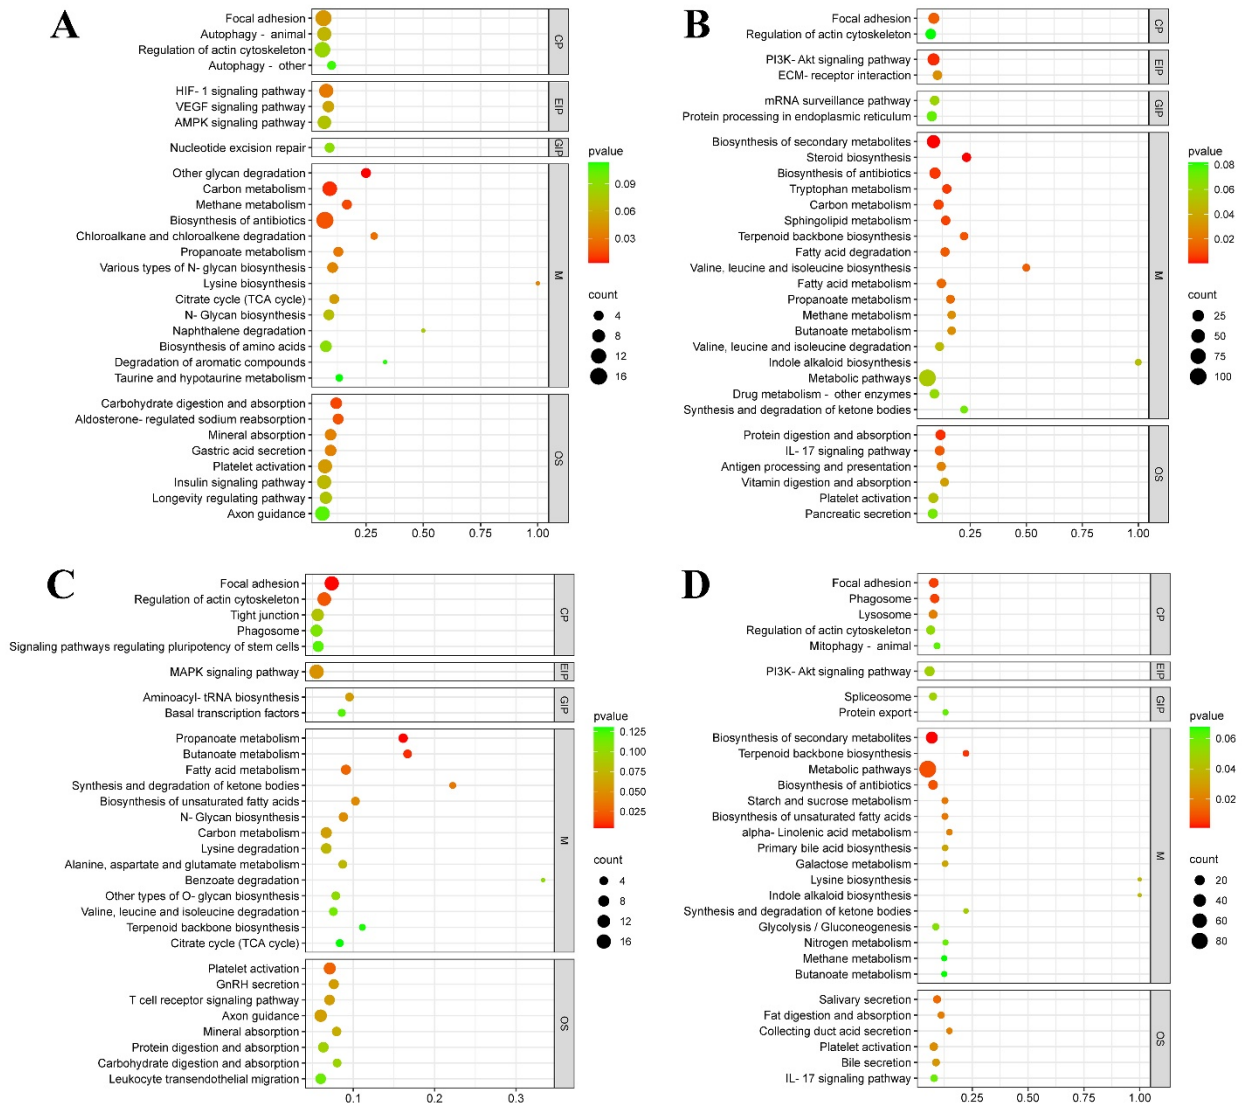 A
Focal adhesion
Autophagy - animal
Regulation of actin cytoskeleton
Autophagy - other
CP
HIF- 1 signaling pathway
VEGF signaling pathway
AMPK signaling pathway
EIP
Nucleotide excision repair
GIP
Other glycan degradation
Carbon metabolism
Methane metabolism
Biosynthesis of antibiotics
Chloroalkane and chloroalkene degradation
Propanoate metabolism
Various types of N- glycan biosynthesis
Lysine biosynthesis
Citrate cycle (TCA cycle)
N- Glycan biosynthesis
Naphthalene degradation
Biosynthesis of amino acids
Degradation of aromatic compounds
Taurine and hypotaurine metabolism
M
Carbohydrate digestion and absorption
Aldosterone- regulated sodium reabsorption
Mineral absorption
Gastric acid secretion
Platelet activation
Insulin signaling pathway
Longevity regulating pathway
Axon guidance
OS
0.25 0.50 0.75 1.00
pvalue
0.09
0.06
0.03
count
4
8
12
16
B
Focal adhesion
Regulation of actin cytoskeleton
CP
PI3K- Akt signaling pathway
ECM- receptor interaction
EIP
mRNA surveillance pathway
Protein processing in endoplasmic reticulum
GIP
Biosynthesis of secondary metabolites
Steroid biosynthesis
Biosynthesis of antibiotics
Tryptophan metabolism
Carbon metabolism
Sphingolipid metabolism
Terpenoid backbone biosynthesis
Fatty acid degradation
Valine, leucine and isoleucine biosynthesis
Fatty acid metabolism
Propanoate metabolism
Methane metabolism
Butanoate metabolism
Valine, leucine and isoleucine degradation
Indole alkaloid biosynthesis
Metabolic pathways
Drug metabolism - other enzymes
Synthesis and degradation of ketone bodies
M
Protein digestion and absorption
IL- 17 signaling pathway
Antigen processing and presentation
Vitamin digestion and absorption
Platelet activation
Pancreatic secretion
OS
0.25 0.50 0.75 1.00
pvalue
0.08
0.06
0.04
0.02
count
25
50
75
100
C
Focal adhesion
Regulation of actin cytoskeleton
Tight junction
Phagosome
Signaling pathways regulating pluripotency of stem cells
CP
MAPK signaling pathway
EIP
Aminoacyl- tRNA biosynthesis
Basal transcription factors
GIP
Propanoate metabolism
Butanoate metabolism
Fatty acid metabolism
Synthesis and degradation of ketone bodies
Biosynthesis of unsaturated fatty acids
N- Glycan biosynthesis
Carbon metabolism
Lysine degradation
Alanine, aspartate and glutamate metabolism
Benzoate degradation
Other types of O- glycan biosynthesis
Valine, leucine and isoleucine degradation
Terpenoid backbone biosynthesis
Citrate cycle (TCA cycle)
M
Platelet activation
GnRH secretion
T cell receptor signaling pathway
Axon guidance
Mineral absorption
Protein digestion and absorption
Carbohydrate digestion and absorption
Leukocyte transendothelial migration
OS
0.1 0.2 0.3
pvalue
0.125
0.100
0.075
0.050
0.025
count
4
8
12
16
D
Focal adhesion
Phagosome
Lysosome
Regulation of actin cytoskeleton
Mitophagy - animal
CP
PI3K- Akt signaling pathway
EIP
Spliceosome
Protein export
GIP
Biosynthesis of secondary metabolites
Terpenoid backbone biosynthesis
Metabolic pathways
Biosynthesis of antibiotics
Starch and sucrose metabolism
Biosynthesis of unsaturated fatty acids
alpha- Linolenic acid metabolism
Primary bile acid biosynthesis
Galactose metabolism
Lysine biosynthesis
Indole alkaloid biosynthesis
Synthesis and degradation of ketone bodies
Glycolysis / Gluconeogenesis
Nitrogen metabolism
Methane metabolism
Butanoate metabolism
M
Salivary secretion
Fat digestion and absorption
Collecting duct acid secretion
Platelet activation
Bile secretion
IL- 17 signaling pathway
OS
0.25 0.50 0.75 1.00
pvalue
0.06
0.04
0.02
count
20
40
60
80